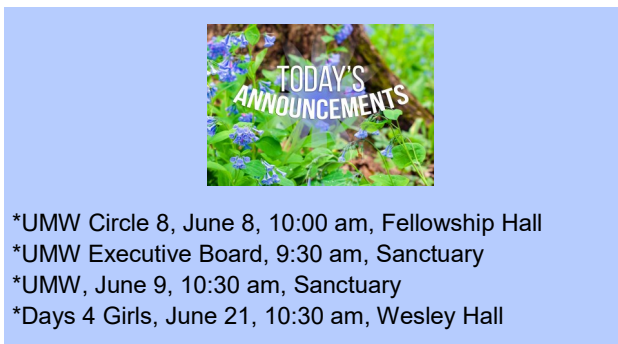 TODAY'S
ANNOUNCEMENTS
*UMW Circle 8, June 8, 10:00 am, Fellowship Hall
*UMW Executive Board, 9:30 am, Sanctuary
*UMW, June 9, 10:30 am, Sanctuary
*Days 4 Girls, June 21, 10:30 am, Wesley Hall